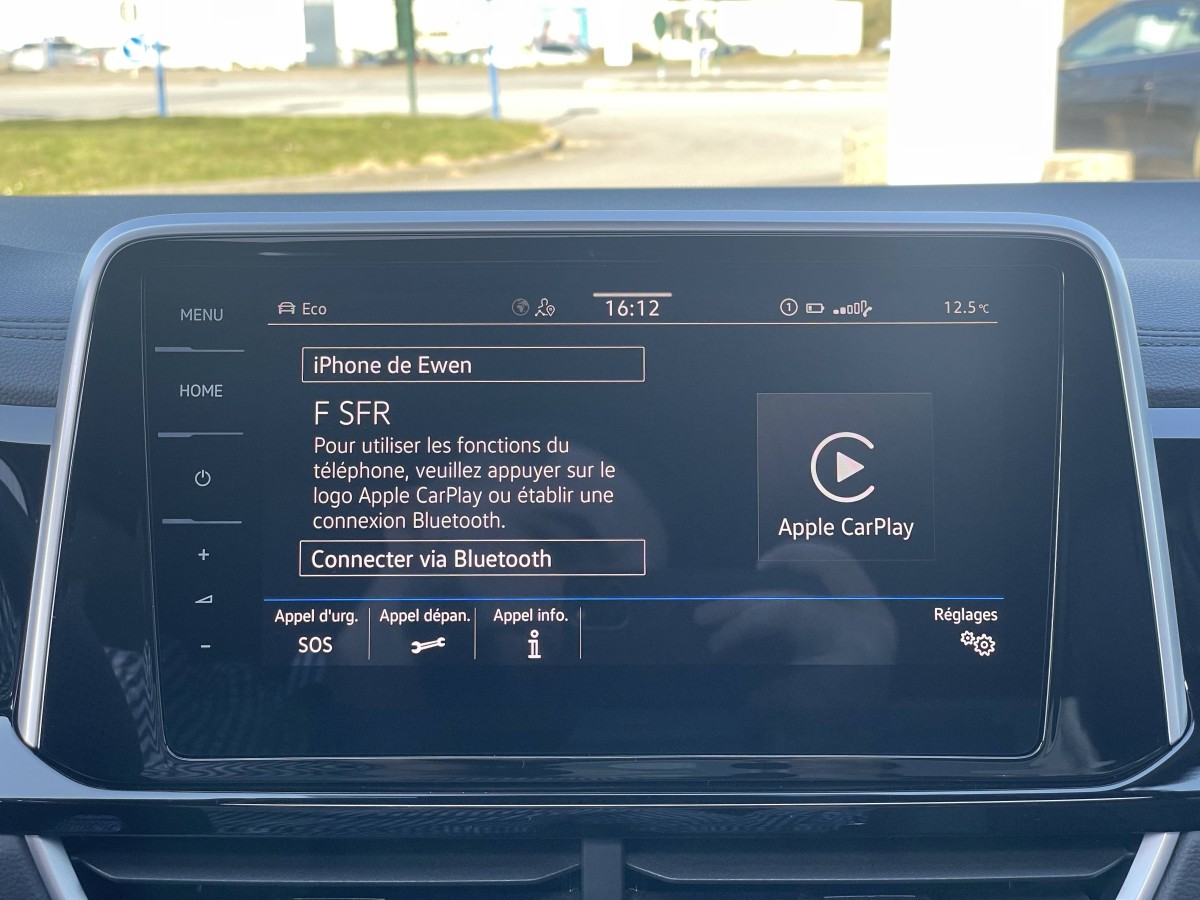 MENU
Eco
16:12
1
12.5°C
HOME
iPhone de Ewen
F SFR
Pour utiliser les fonctions du
téléphone, veuillez appuyer sur le
logo Apple CarPlay ou établir une
connexion Bluetooth.
Connecter via Bluetooth
Apple CarPlay
+
-
Appel d'urg.
SOS
Appel dépan.
Appel info.
Réglages